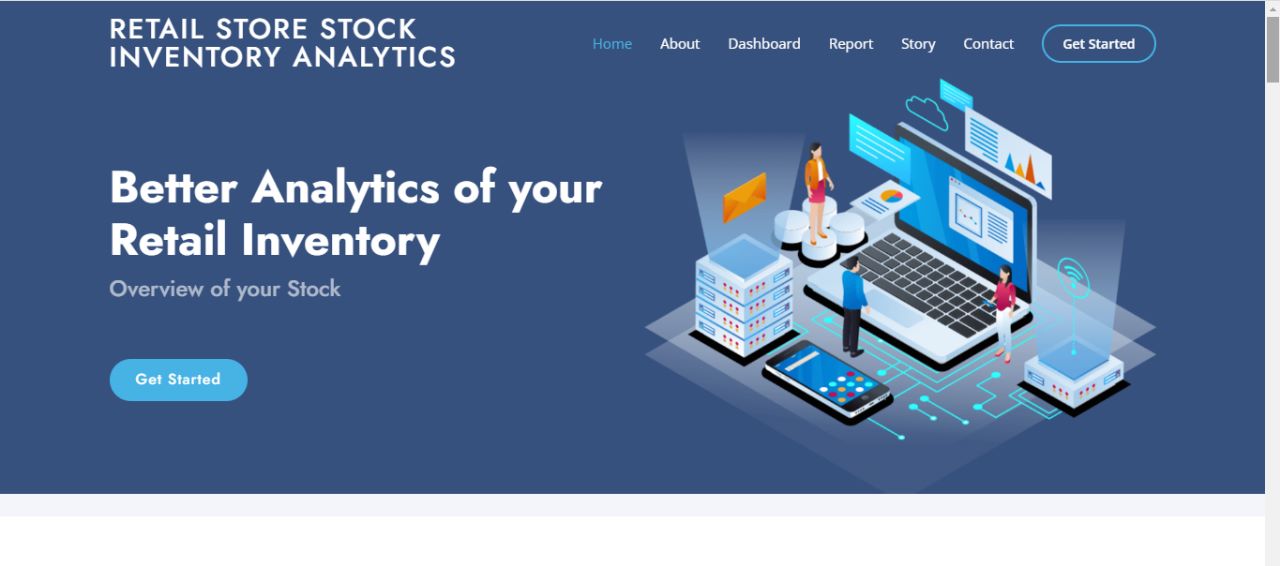 RETAIL STORE STOCK
INVENTORY ANALYTICS
Home About Dashboard Report Story Contact Get Started
Better Analytics of your
Retail Inventory
Overview of your Stock
Get Started